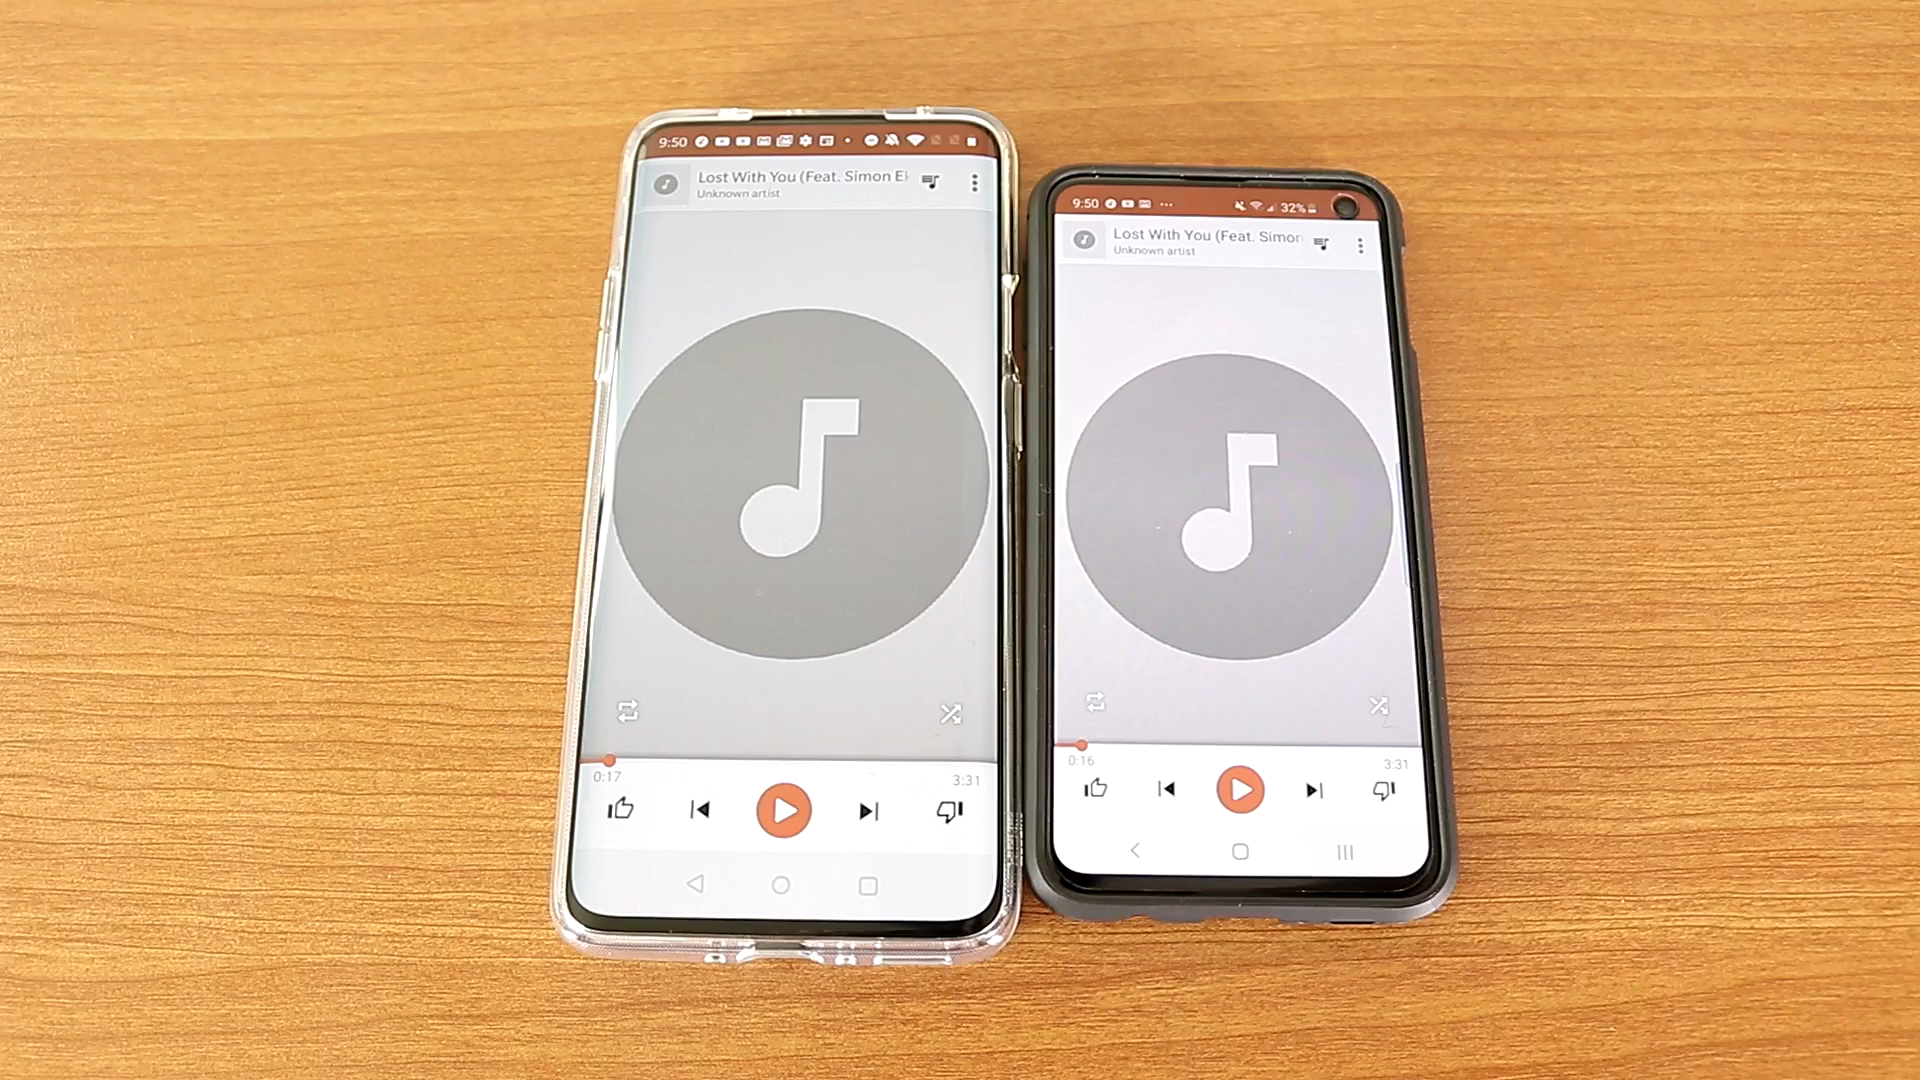 9:50
Lost With You (Feat. Simon
Unknown artist
0:17
3:31
9:50
32%
Lost With You (Feat. Simon
Unknown artist
0:16
3:31